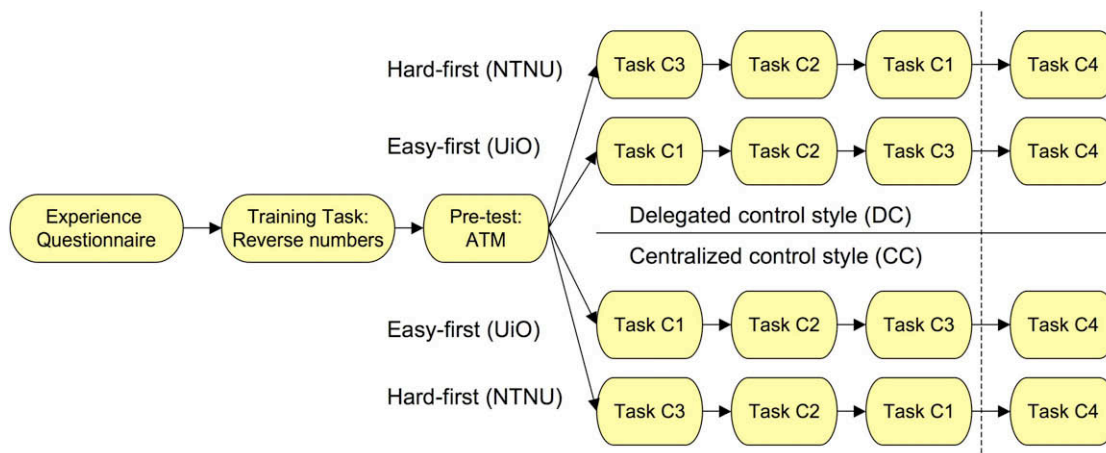 Hard-first (NTNU)
Task C3
Task C2
Task C1
Task C4
Easy-first (UiO)
Task C1
Task C2
Task C3
Task C4
Experience
Questionnaire
Training Task:
Reverse numbers
Pre-test:
ATM
Delegated control style (DC)
Centralized control style (CC)
Easy-first (UiO)
Task C1
Task C2
Task C3
Task C4
Hard-first (NTNU)
Task C3
Task C2
Task C1
Task C4